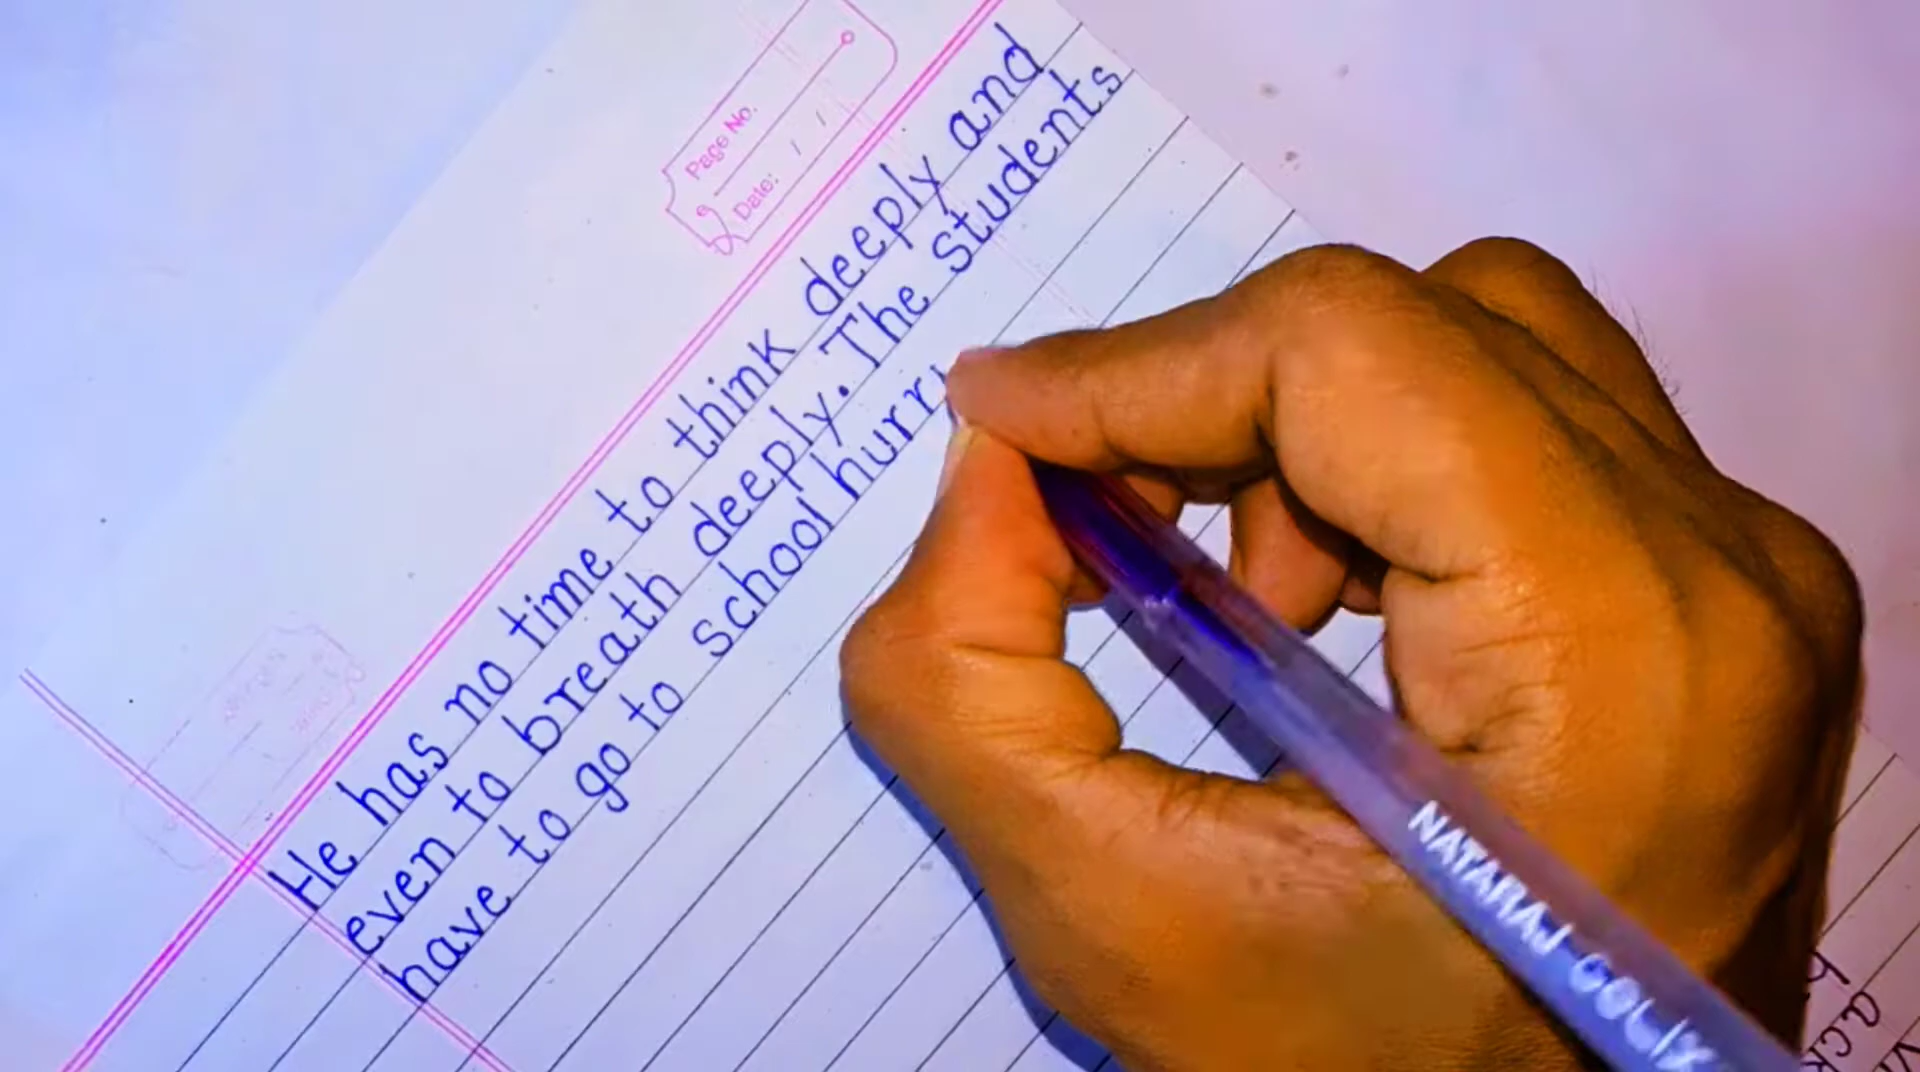 Page No.
Date: / /
He has no time to think deeply and
even to breath deeply. The students
have to go to school
NATARAJ